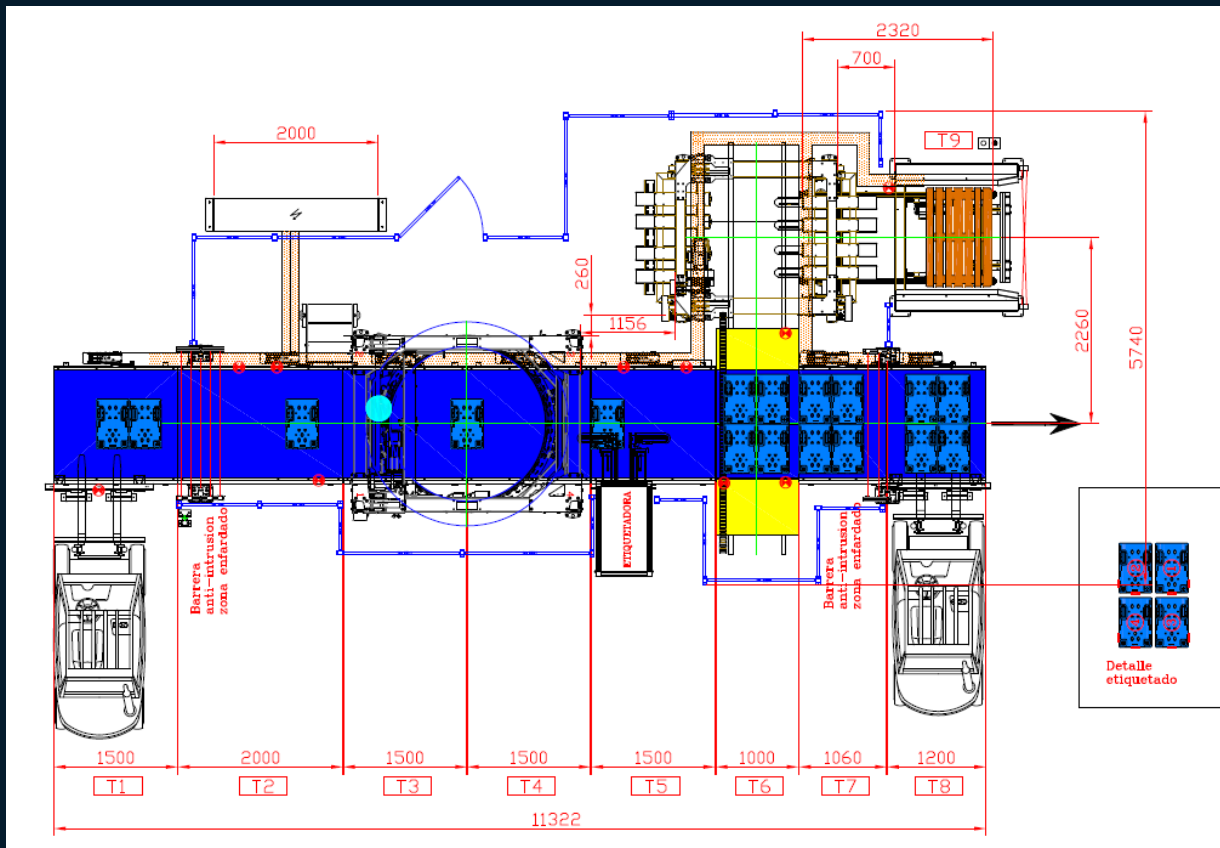 2320
700
T9
2000
260
1156
2260
5740
ETIQUETADORA
Barrera
anti-intrusion
zona enfardado
Barrera
anti-intrusion
zona enfardado
Detalle
etiquetado
1500
2000
1500
1500
1500
1000
1060
1200
T1
T2
T3
T4
T5
T6
T7
T8
11322